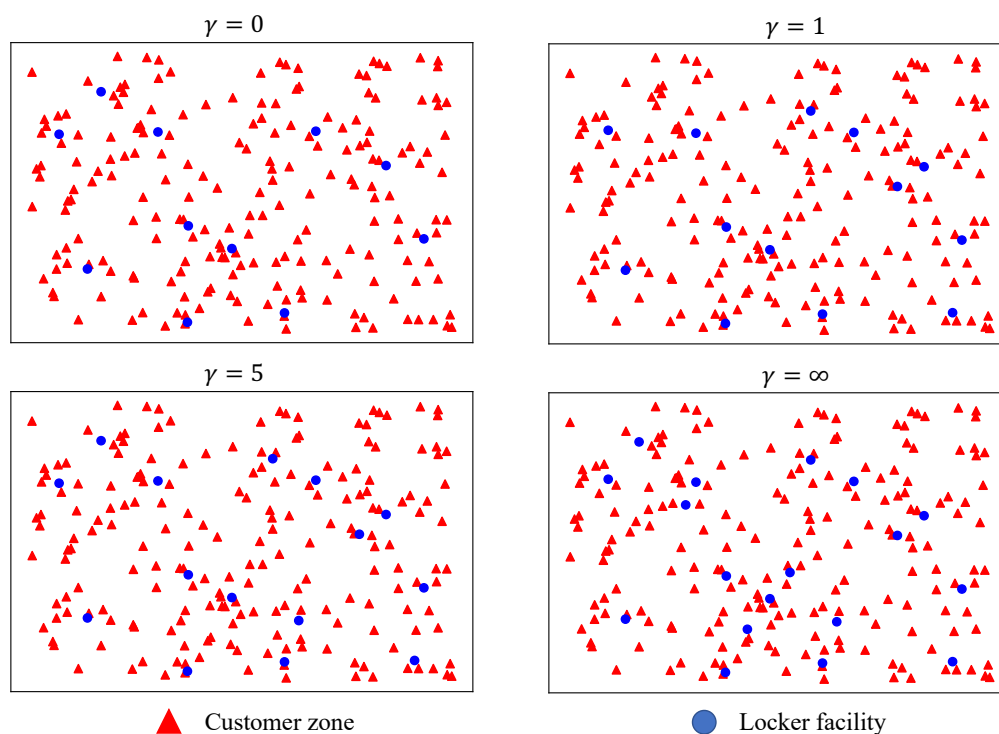 γ = 0
γ = 1
γ = 5
γ = ∞
Customer zone
Locker facility